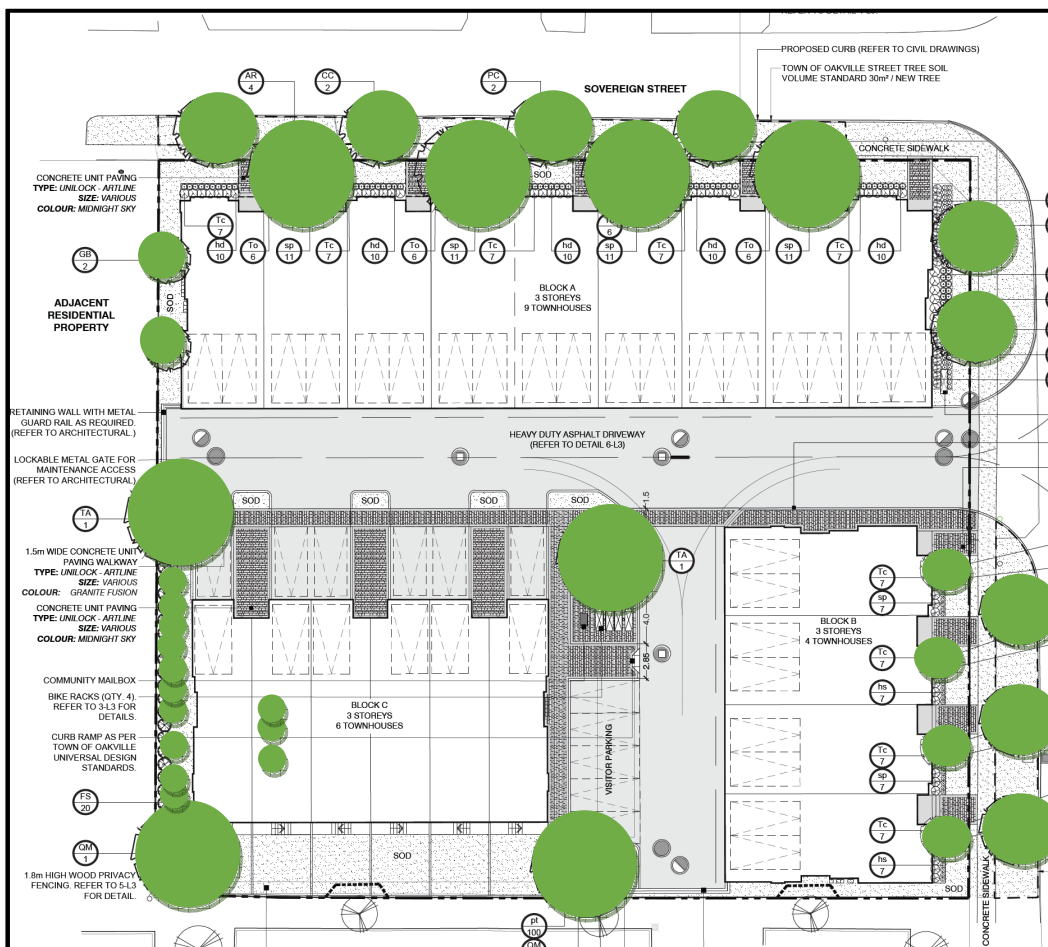 PROPOSED CURB (REFER TO CIVIL DRAWINGS)
TOWN OF OAKVILLE STREET TREE SOIL
VOLUME STANDARD 30m² / NEW TREE
AR
4
CC
2
PC
2
SOVEREIGN STREET
CONCRETE SIDEWALK
CONCRETE UNIT PAVING
TYPE: UNILOCK - ARTLINE
SIZE: VARIOUS
COLOUR: MIDNIGHT SKY
SOD
Tc
7
hd
10
To
6
sp
11
Tc
7
hd
10
To
6
sp
11
Tc
7
hd
10
6
sp
11
Tc
7
hd
10
To
6
sp
11
Tc
7
hd
10
GB
2
SOD
ADJACENT
RESIDENTIAL
PROPERTY
BLOCK A
3 STOREYS
9 TOWNHOUSES
RETAINING WALL WITH METAL
GUARD RAIL AS REQUIRED.
(REFER TO ARCHITECTURAL.)
HEAVY DUTY ASPHALT DRIVEWAY
(REFER TO DETAIL 6-L3)
LOCKABLE METAL GATE FOR
MAINTENANCE ACCESS
(REFER TO ARCHITECTURAL)
SOD
SOD
SOD
SOD
1.5
TA
1
TA
1
1.5m WIDE CONCRETE UNIT
PAVING WALKWAY
TYPE: UNILOCK - ARTLINE
SIZE: VARIOUS
COLOUR: GRANITE FUSION
CONCRETE UNIT PAVING
TYPE: UNILOCK - ARTLINE
SIZE: VARIOUS
COLOUR: MIDNIGHT SKY
4.0
2.85
Tc
7
sp
7
BLOCK B
3 STOREYS
4 TOWNHOUSES
Tc
7
hs
7
COMMUNITY MAILBOX
BIKE RACKS (QTY. 4).
REFER TO 3-L3 FOR
DETAILS.
BLOCK C
3 STOREYS
6 TOWNHOUSES
VISITOR PARKING
CURB RAMP AS PER
TOWN OF OAKVILLE
UNIVERSAL DESIGN
STANDARDS.
Tc
7
sp
7
FS
20
Tc
7
hs
7
QM
1
SOD
SOD
CONCRETE SIDEWALK
1.8m HIGH WOOD PRIVACY
FENCING. REFER TO 5-L3
FOR DETAIL.
pt
100
QM